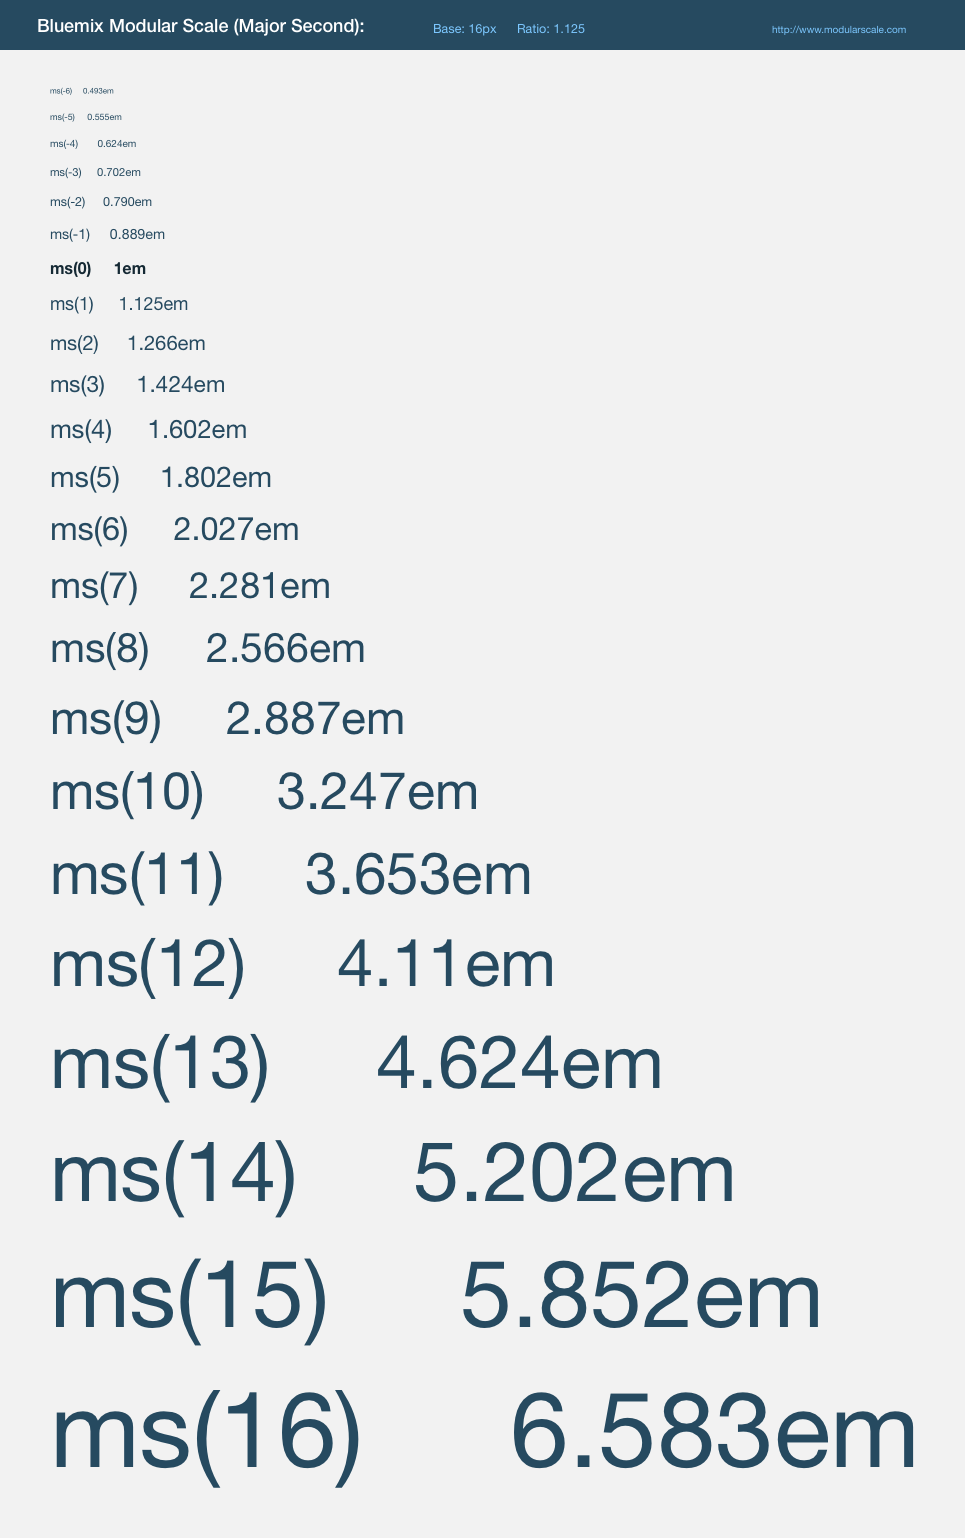 Bluemix Modular Scale (Major Second): Base: 16px Ratio: 1.125 http://www.modularscale.com
ms(-6) 0.493em
ms(-5) 0.555em
ms(-4) 0.624em
ms(-3) 0.702em
ms(-2) 0.790em
ms(-1) 0.889em
ms(0) 1em
ms(1) 1.125em
ms(2) 1.266em
ms(3) 1.424em
ms(4) 1.602em
ms(5) 1.802em
ms(6) 2.027em
ms(7) 2.281em
ms(8) 2.566em
ms(9) 2.887em
ms(10) 3.247em
ms(11) 3.653em
ms(12) 4.11em
ms(13) 4.624em
ms(14) 5.202em
ms(15) 5.852em
ms(16) 6.583em